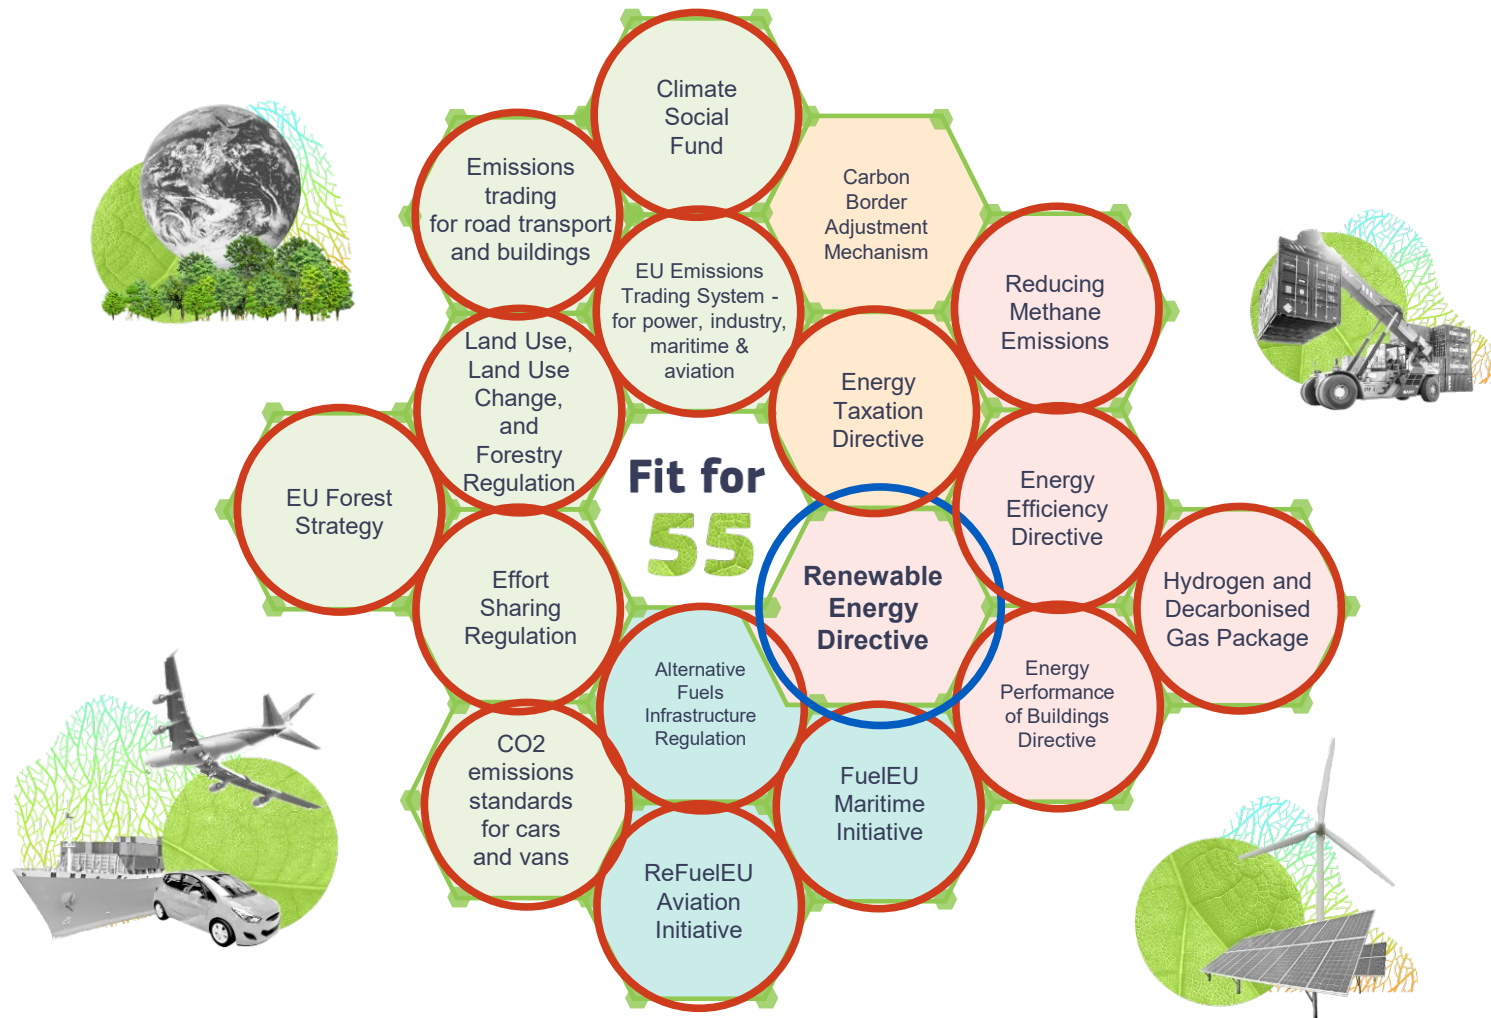 Climate
Social
Fund
Emissions
trading
for road transport
and buildings
Carbon
Border
Adjustment
Mechanism
EU Emissions
Trading System -
for power, industry,
maritime &
aviation
Reducing
Methane
Emissions
Land Use,
Land Use
Change,
and
Forestry
Regulation
Energy
Taxation
Directive
EU Forest
Strategy
Fit for
55
Energy
Efficiency
Directive
Effort
Sharing
Regulation
Renewable
Energy
Directive
Hydrogen and
Decarbonised
Gas Package
Alternative
Fuels
Infrastructure
Regulation
Energy
Performance
of Buildings
Directive
CO2
emissions
standards
for cars
and vans
FuelEU
Maritime
Initiative
ReFuelEU
Aviation
Initiative